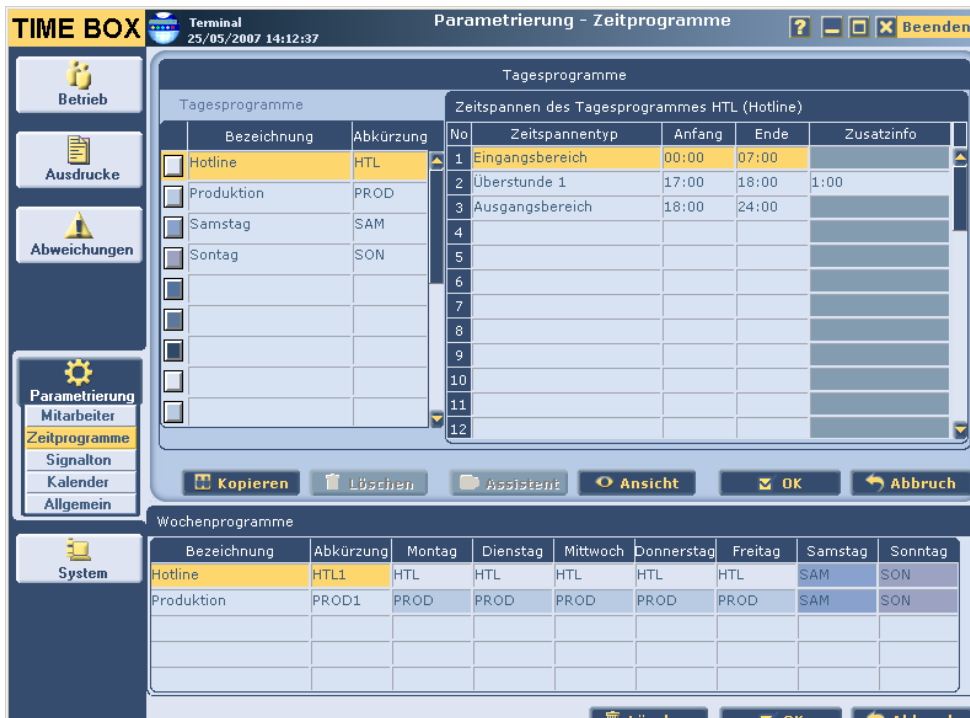 TIME BOX Terminal Parametrierung - Zeitprogramme ? Beenden
25/05/2007 14:12:37
Betrieb
Ausdrucke
Abweichungen
Parametrierung
Mitarbeiter
Zeitprogramme
Signalton
Kalender
Allgemein
System
Tagesprogramme
Tagesprogramme
Bezeichnung Abkürzung
Hotline HTL
Produktion PROD
Samstag SAM
Sontag SON
Zeitspannen des Tagesprogrammes HTL (Hotline)
No Zeitspannentyp Anfang Ende Zusatzinfo
1 Eingangsbereich 00:00 07:00
2 Überstunde 1 17:00 18:00 1:00
3 Ausgangsbereich 18:00 24:00
4
5
6
7
8
9
10
11
12
Kopieren Löschen Assistent Ansicht OK Abbruch
Wochenprogramme
Bezeichnung Abkürzung Montag Dienstag Mittwoch Donnerstag Freitag Samstag Sonntag
Hotline HTL1 HTL HTL HTL HTL HTL SAM SON
Produktion PROD1 PROD PROD PROD PROD PROD SAM SON